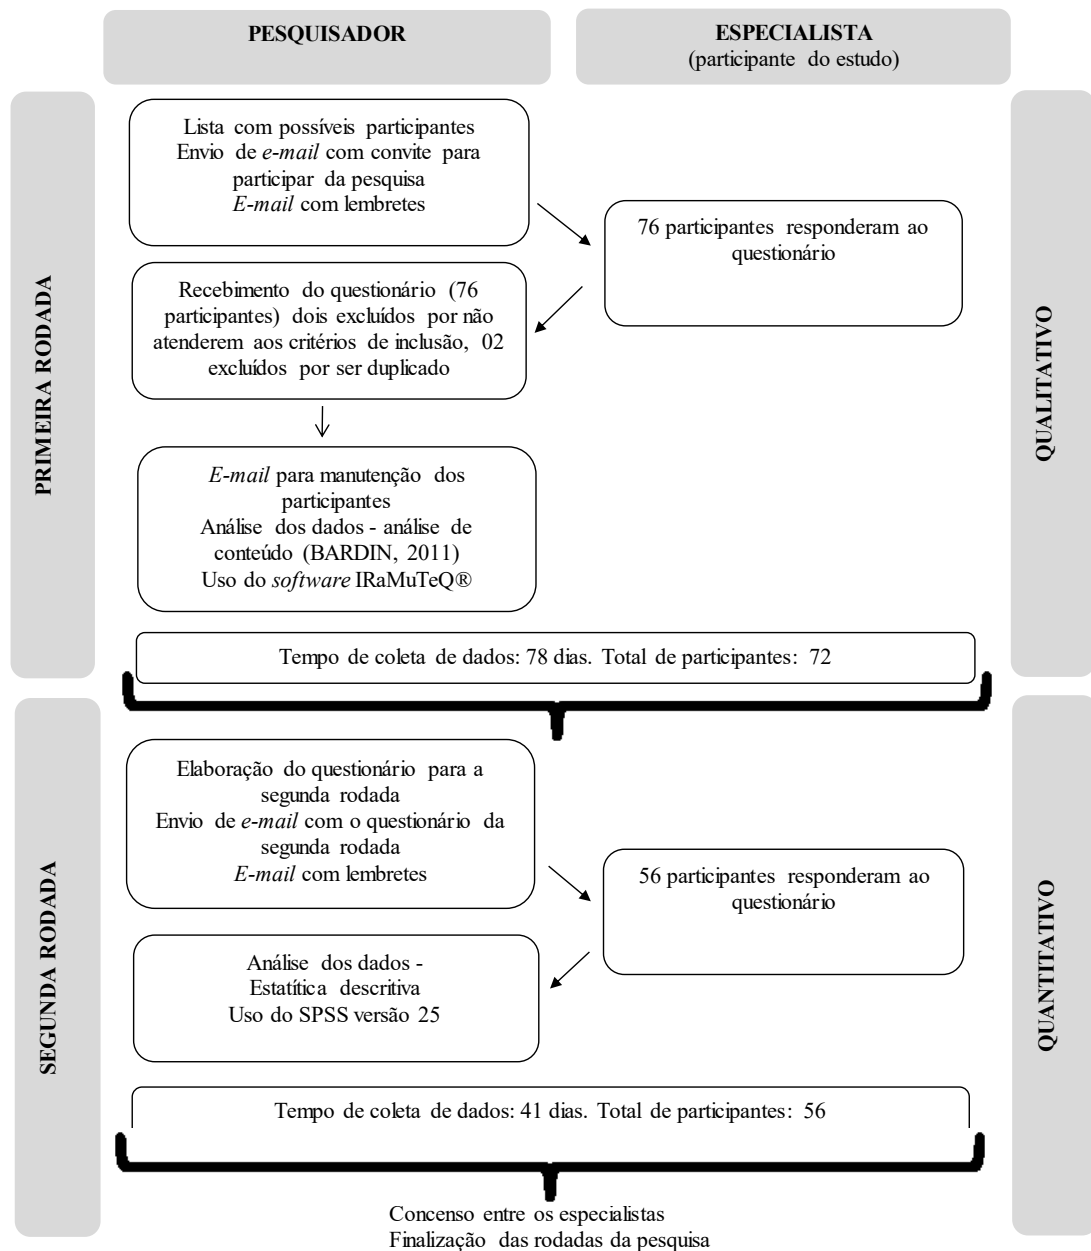 PESQUISADOR
ESPECIALISTA
(participante do estudo)
PRIMEIRA RODADA
Lista com possíveis participantes
Envio de e-mail com convite para
participar da pesquisa
E-mail com lembretes
76 participantes responderam ao
questionário
Recebimento do questionário (76
participantes) dois excluídos por não
atenderem aos critérios de inclusão, 02
excluídos por ser duplicado
E-mail para manutenção dos
participantes
Análise dos dados - análise de
conteúdo (BARDIN, 2011)
Uso do software IRaMuTeQ®
Tempo de coleta de dados: 78 dias. Total de participantes: 72
QUALITATIVO
SEGUNDA RODADA
Elaboração do questionário para a
segunda rodada
Envio de e-mail com o questionário da
segunda rodada
E-mail com lembretes
56 participantes responderam ao
questionário
Análise dos dados -
Estatítica descritiva
Uso do SPSS versão 25
Tempo de coleta de dados: 41 dias. Total de participantes: 56
QUANTITATIVO
Concenso entre os especialistas
Finalização das rodadas da pesquisa